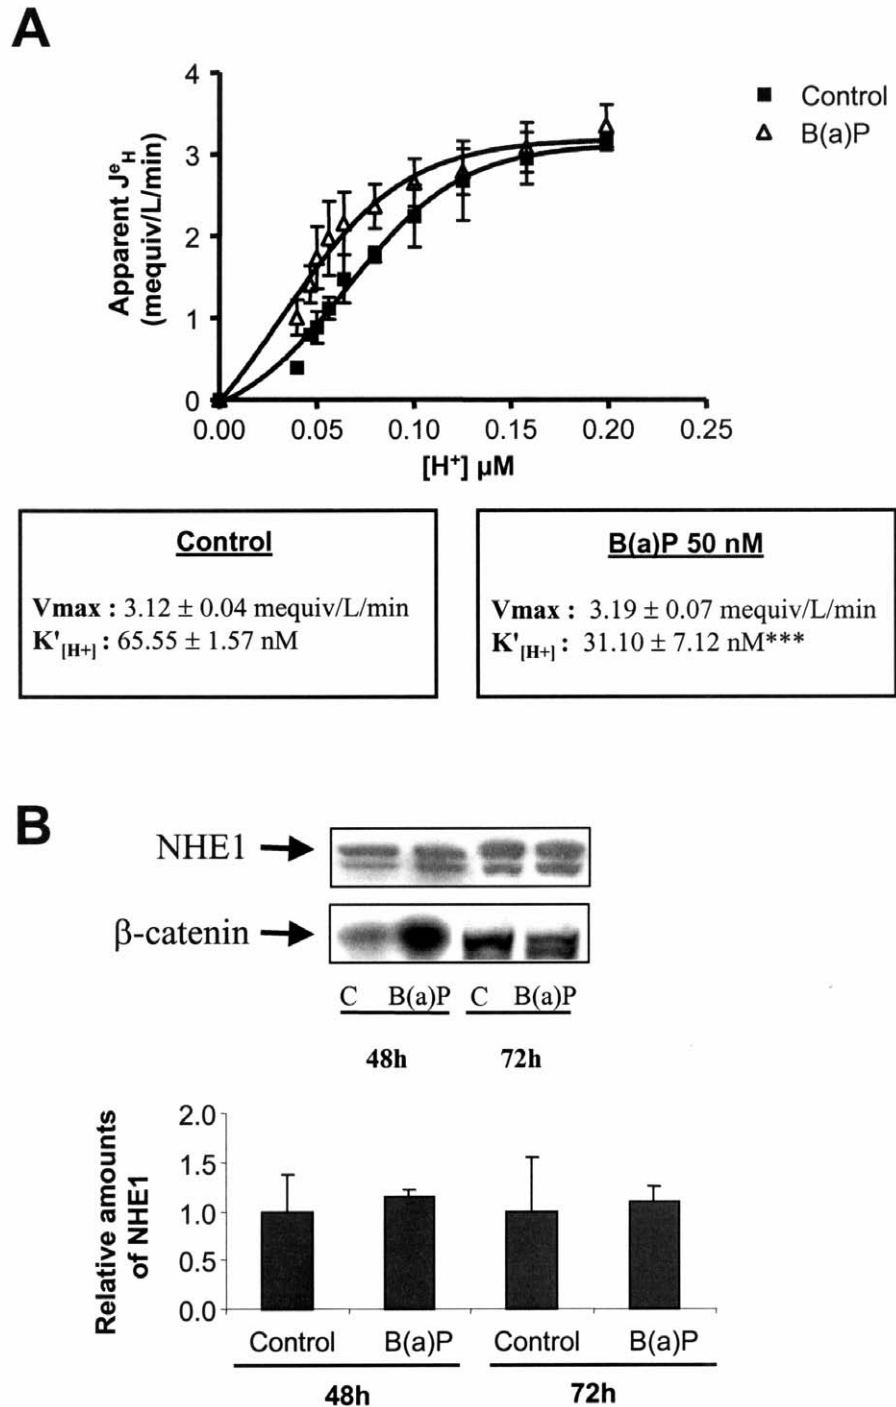 A
Apparent JᵉH
(mequiv/L/min)
4
3
2
1
0
0.00 0.05 0.10 0.15 0.20 0.25
[H⁺] µM
Control
B(a)P
Control
Vmax : 3.12 ± 0.04 mequiv/L/min
K'[H+] : 65.55 ± 1.57 nM
B(a)P 50 nM
Vmax : 3.19 ± 0.07 mequiv/L/min
K'[H+] : 31.10 ± 7.12 nM***
B
NHE1
β-catenin
C B(a)P C B(a)P
48h 72h
Relative amounts
of NHE1
2.0
1.5
1.0
0.5
0.0
Control B(a)P Control B(a)P
48h 72h